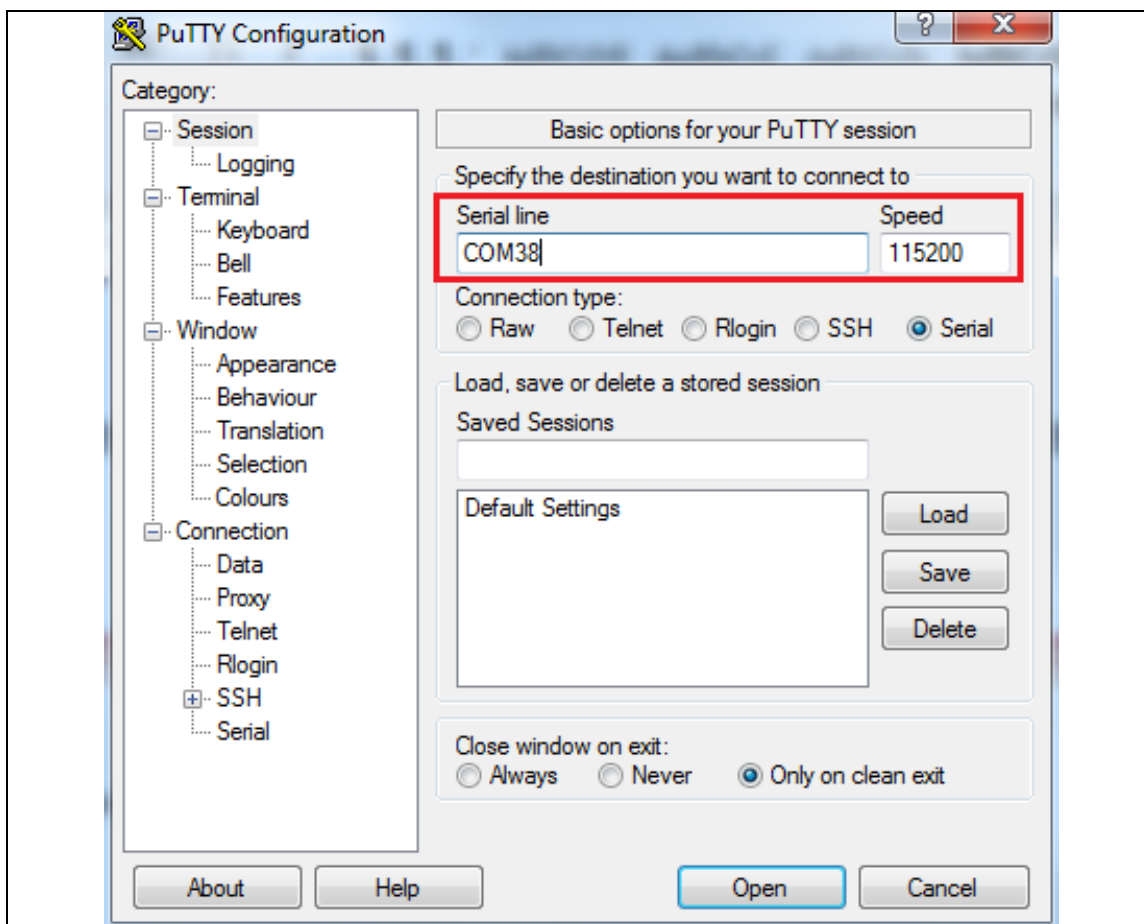 PuTTY Configuration
Category:
Session
Logging
Terminal
Keyboard
Bell
Features
Window
Appearance
Behaviour
Translation
Selection
Colours
Connection
Data
Proxy
Telnet
Rlogin
SSH
Serial
Basic options for your PuTTY session
Specify the destination you want to connect to
Serial line Speed
COM38 115200
Connection type:
Raw Telnet Rlogin SSH Serial
Load, save or delete a stored session
Saved Sessions
Default Settings
Load
Save
Delete
Close window on exit:
Always Never Only on clean exit
About Help Open Cancel